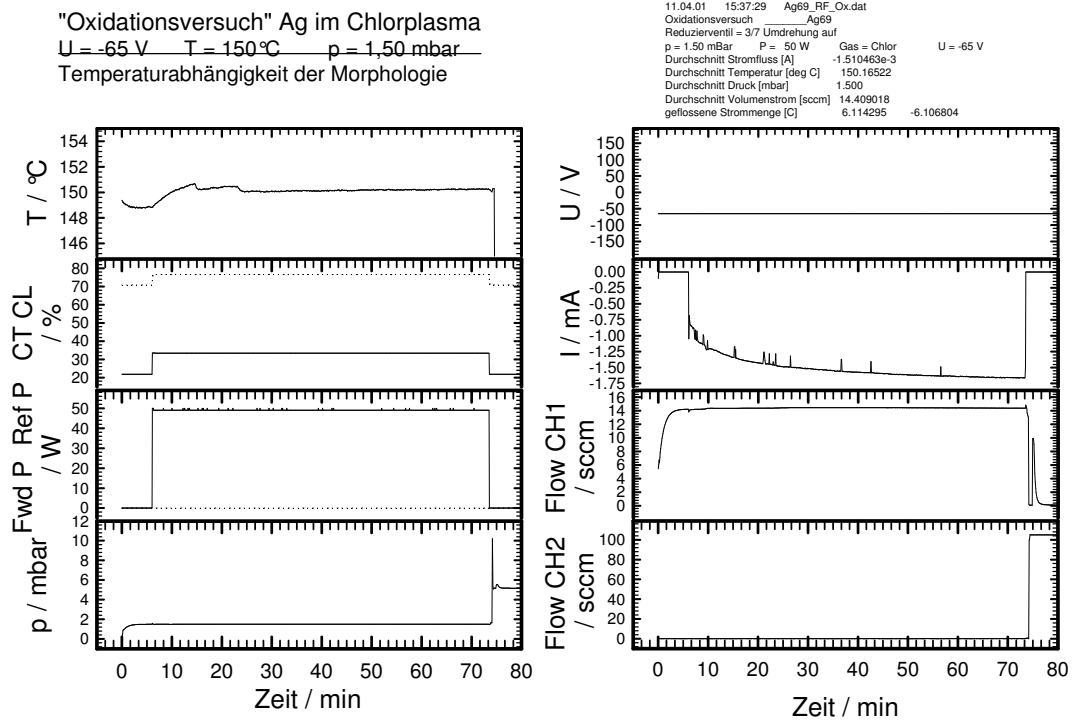 "Oxidationsversuch" Ag im Chlorplasma
U = -65 V T = 150°C p = 1,50 mbar
Temperaturabhängigkeit der Morphologie
11.04.01 15:37:29 Ag69_RF_Ox.dat
Oxidationsversuch _______Ag69
Reduzierventil = 3/7 Umdrehung auf
p = 1.50 mBar P = 50 W Gas = Chlor U = -65 V
Durchschnitt Stromfluss [A] -1.510463e-3
Durchschnitt Temperatur [deg C] 150.16522
Durchschnitt Druck [mbar] 1.500
Durchschnitt Volumenstrom [sccm] 14.409018
geflossene Strommenge [C] 6.114295 -6.106804
T / °C
154
152
150
148
146
CT CL
/ %
80
70
60
50
40
30
20
Fwd P Ref P
/ W
50
40
30
20
10
0
p / mbar
12
10
8
6
4
2
0
0 10 20 30 40 50 60 70 80
Zeit / min
U / V
150
100
50
0
-50
-100
-150
I / mA
0.00
-0.25
-0.50
-0.75
-1.00
-1.25
-1.50
-1.75
Flow CH1
/ sccm
16
14
12
10
8
6
4
2
0
Flow CH2
/ sccm
100
80
60
40
20
0
0 10 20 30 40 50 60 70 80
Zeit / min